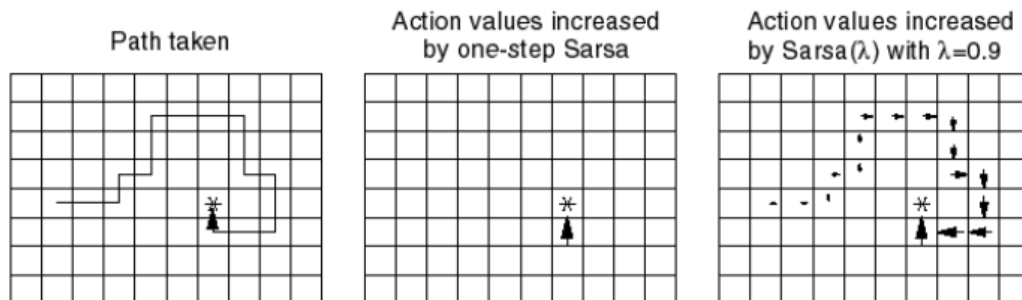 Path taken
Action values increased
by one-step Sarsa
Action values increased
by Sarsa(λ) with λ=0.9